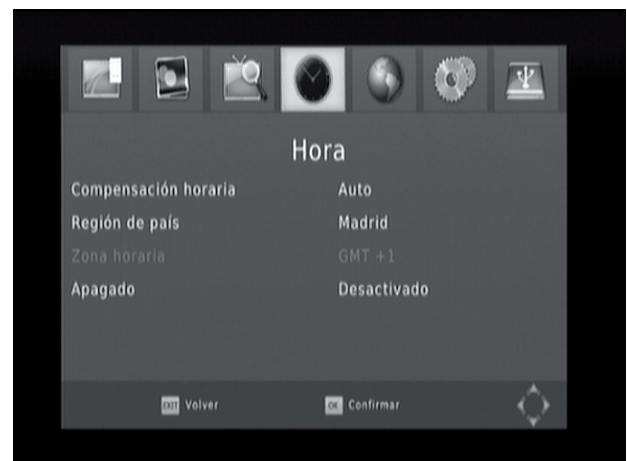 Hora
Compensación horaria Auto
Región de país Madrid
Zona horaria GMT +1
Apagado Desactivado
EXIT Volver OK Confirmar